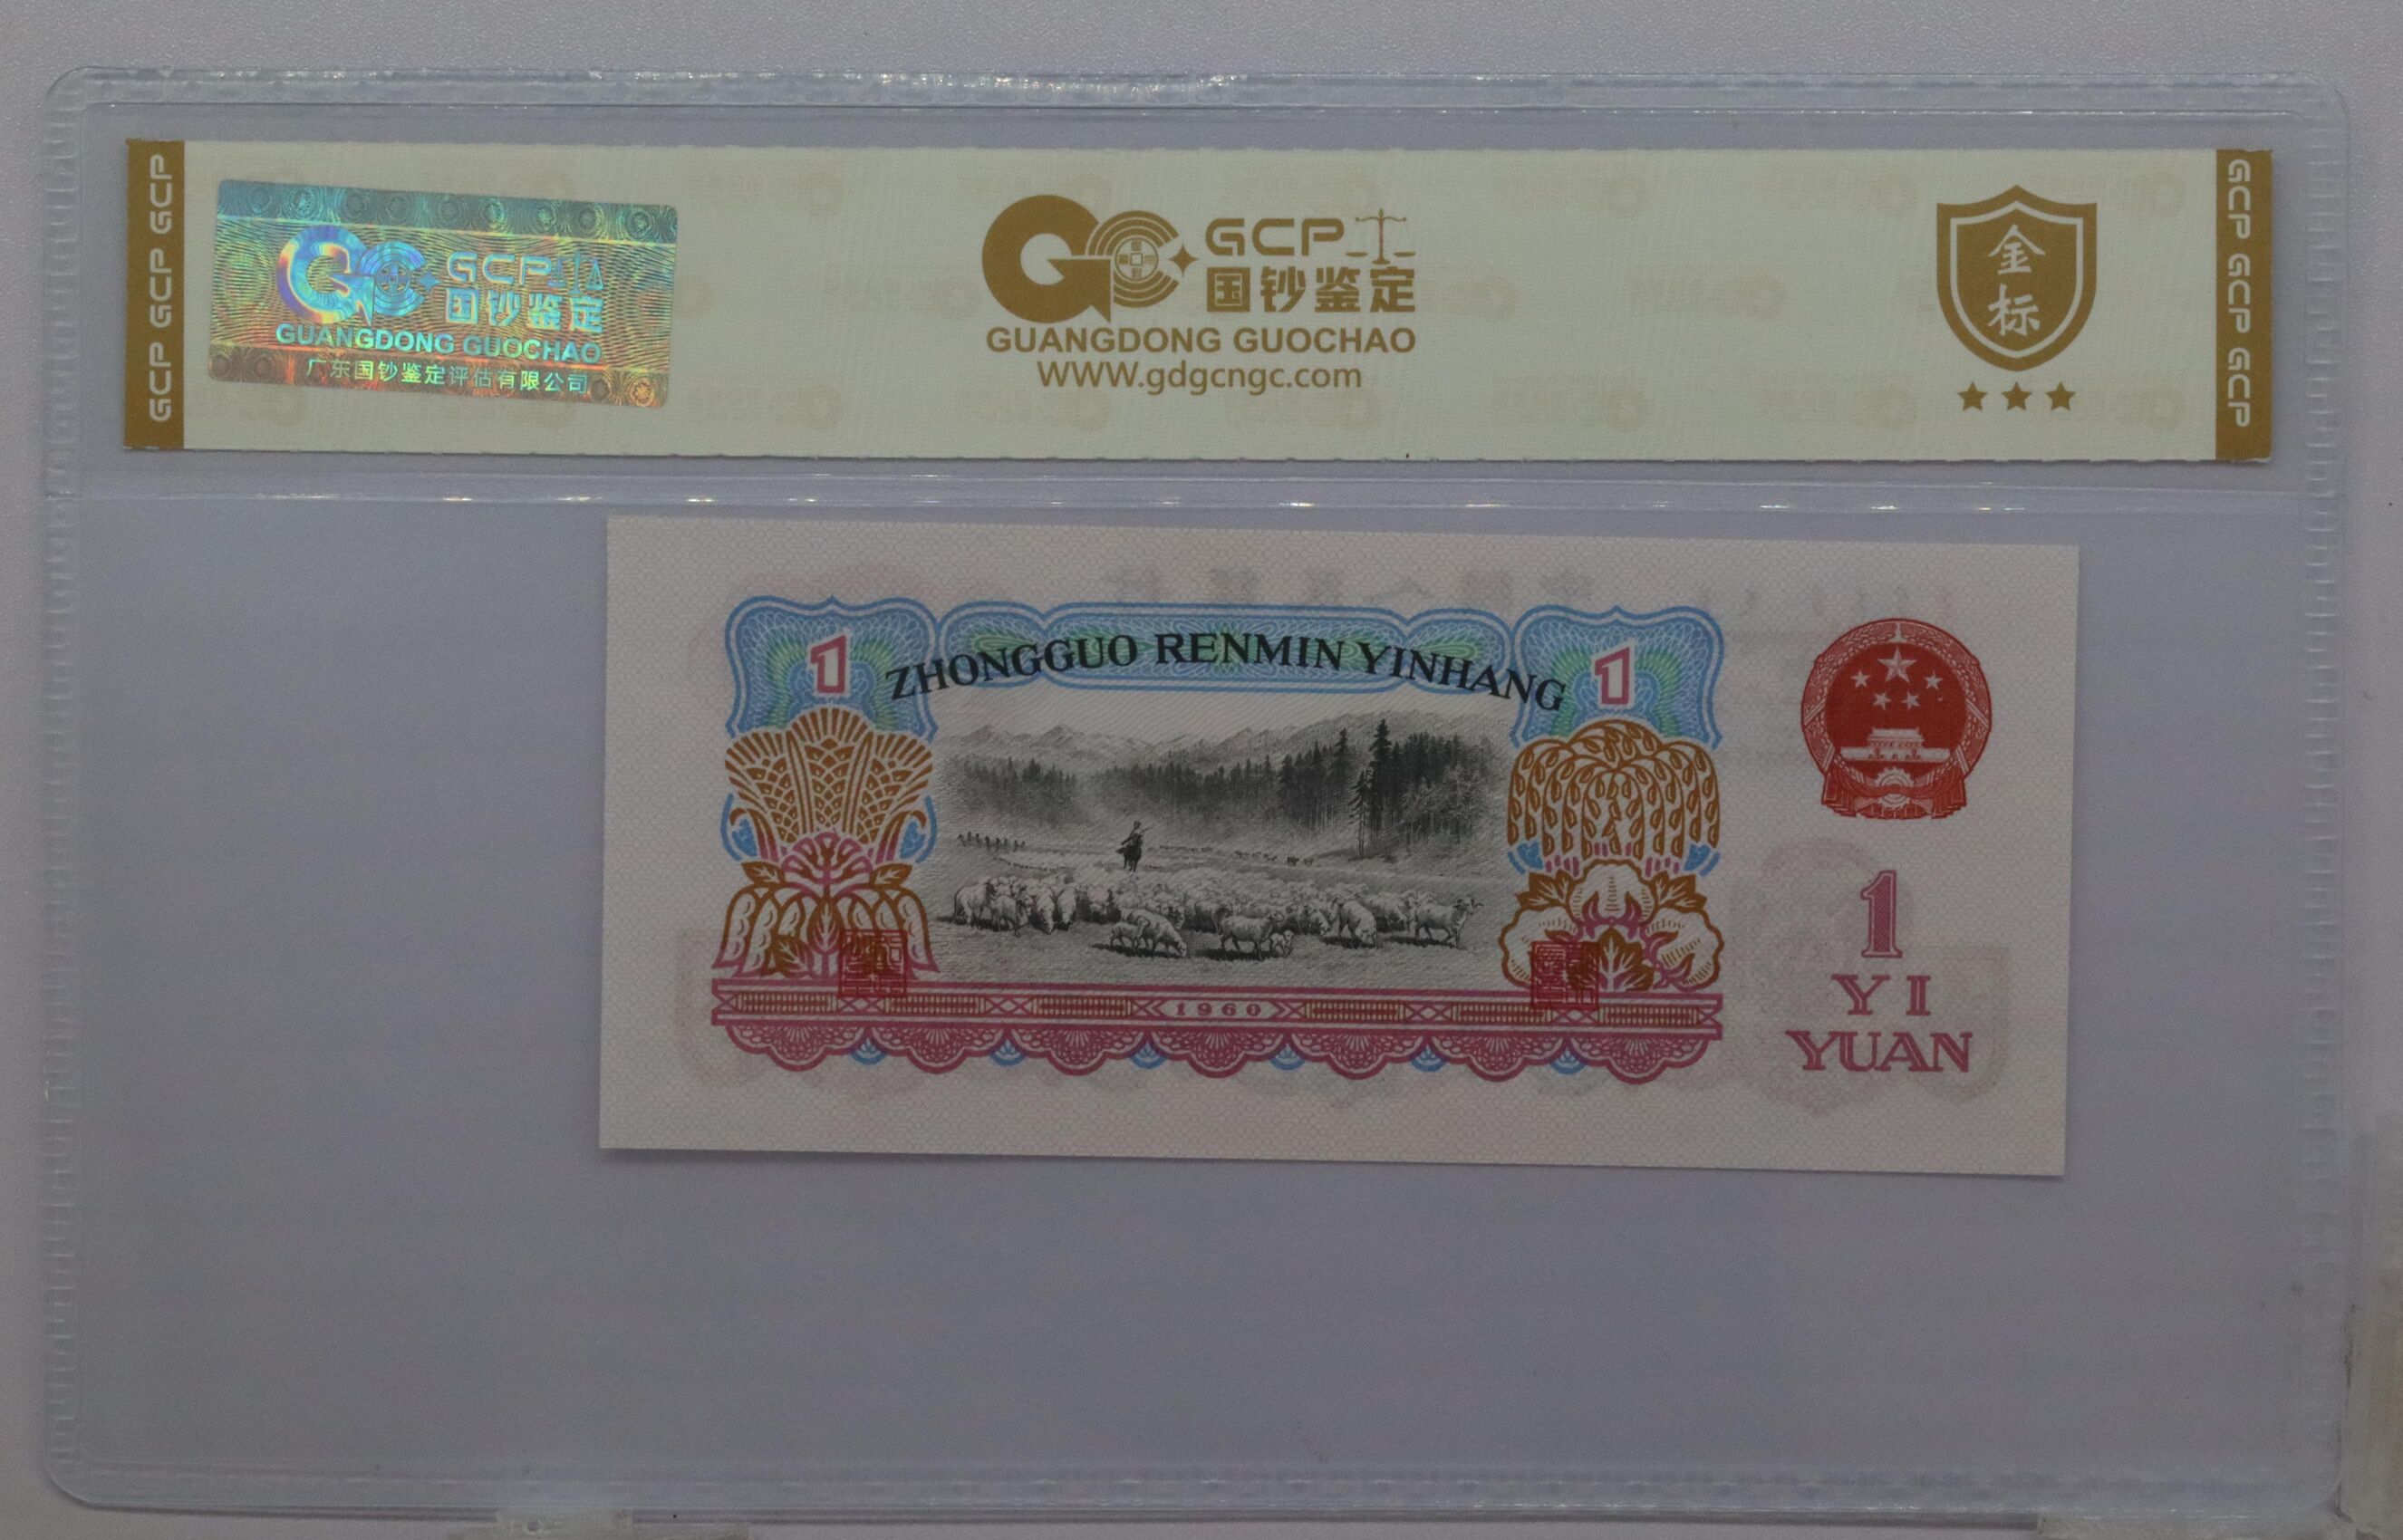 GCP GCP GCP
GCP
国钞鉴定
GUANGDONG GUOCHAO
广东国钞鉴定评估有限公司
GCP
国钞鉴定
GUANGDONG GUOCHAO
www.gdgcngc.com
金
标
GCP GCP GCP
1 ZHONGGUO RENMIN YINHANG 1
1960
1
YI
YUAN